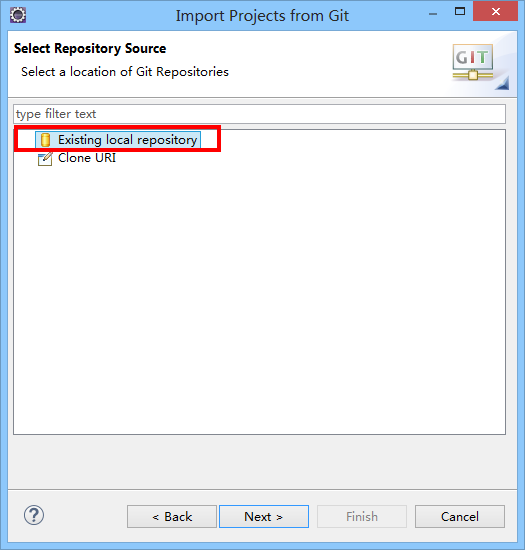 Import Projects from Git
Select Repository Source
Select a location of Git Repositories
GIT
type filter text
Existing local repository
Clone URI
?
< Back
Next >
Finish
Cancel